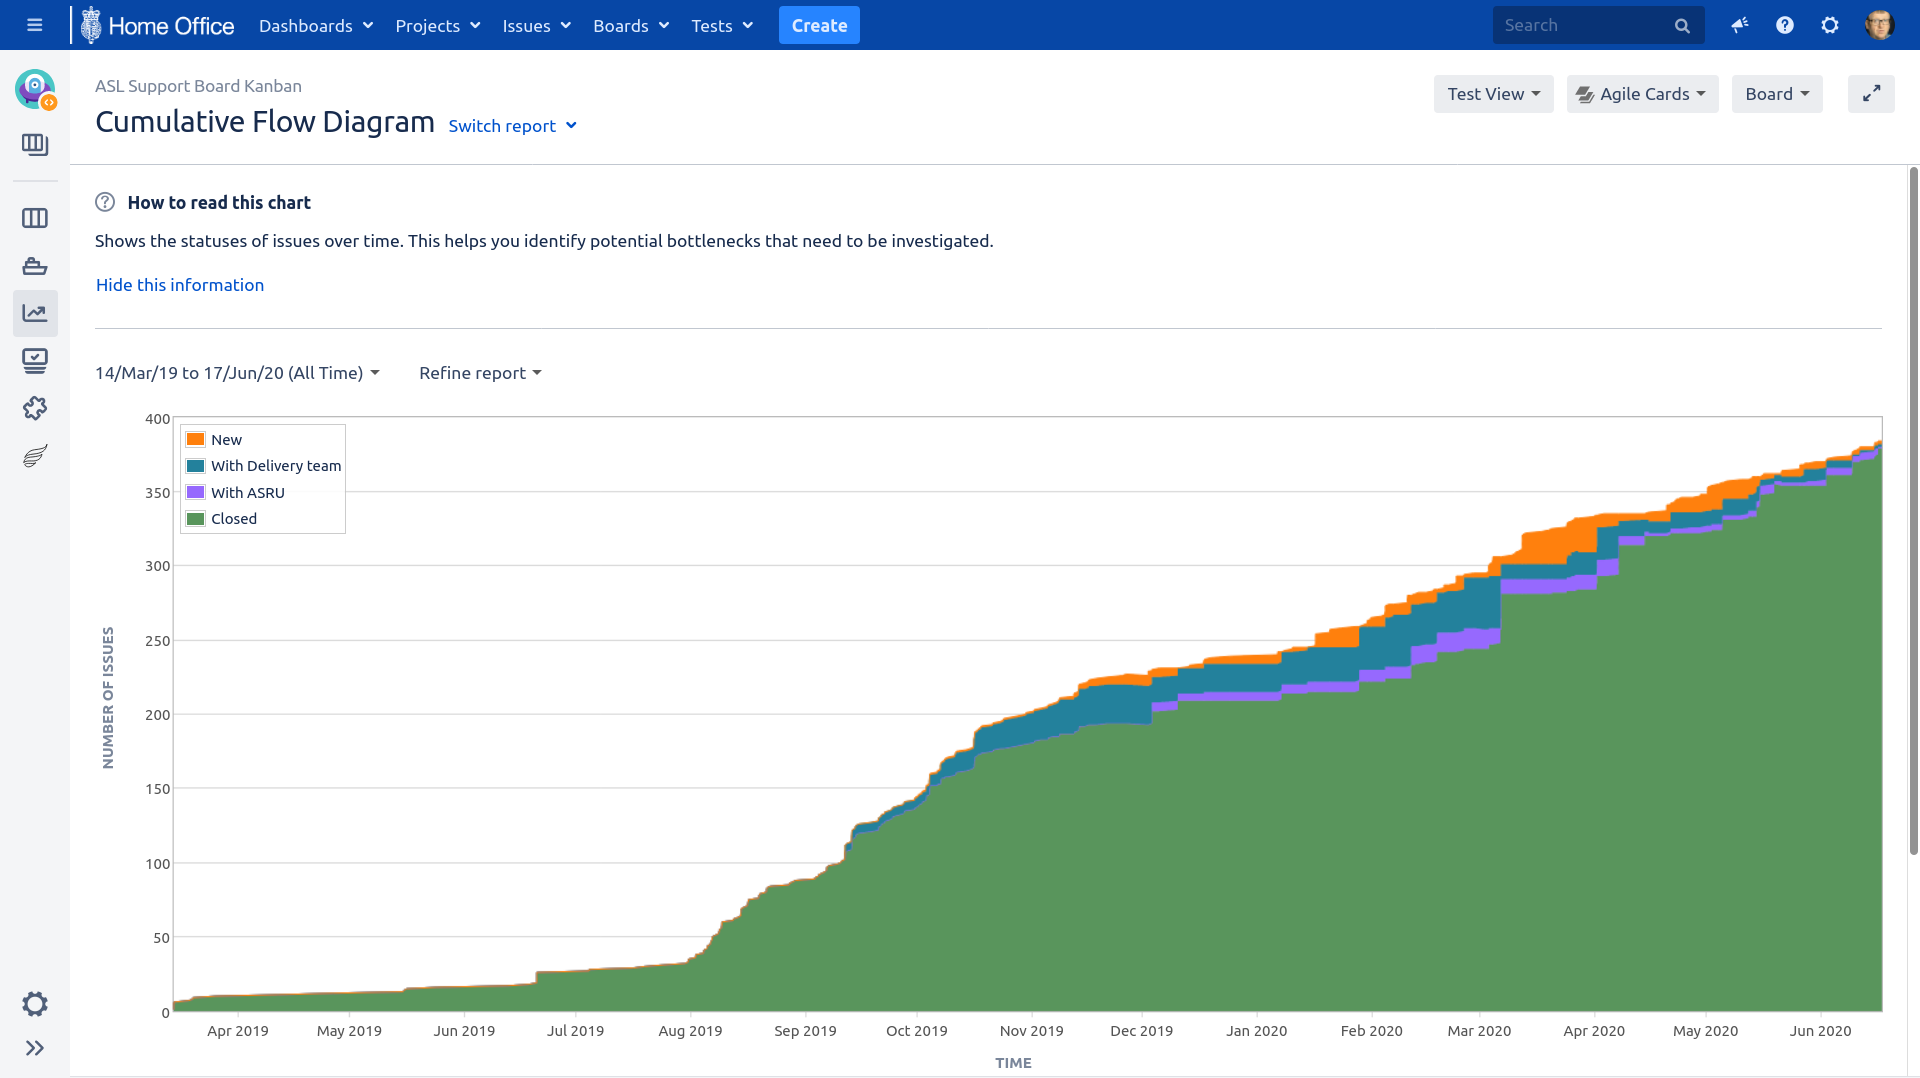 Home Office Dashboards Projects Issues Boards Tests Create Search
ASL Support Board Kanban
Cumulative Flow Diagram Switch report
Test View Agile Cards Board
How to read this chart
Shows the statuses of issues over time. This helps you identify potential bottlenecks that need to be investigated.
Hide this information
14/Mar/19 to 17/Jun/20 (All Time) Refine report
New
With Delivery team
With ASRU
Closed
400
350
300
250
200
150
100
50
0
NUMBER OF ISSUES
Apr 2019 May 2019 Jun 2019 Jul 2019 Aug 2019 Sep 2019 Oct 2019 Nov 2019 Dec 2019 Jan 2020 Feb 2020 Mar 2020 Apr 2020 May 2020 Jun 2020
TIME